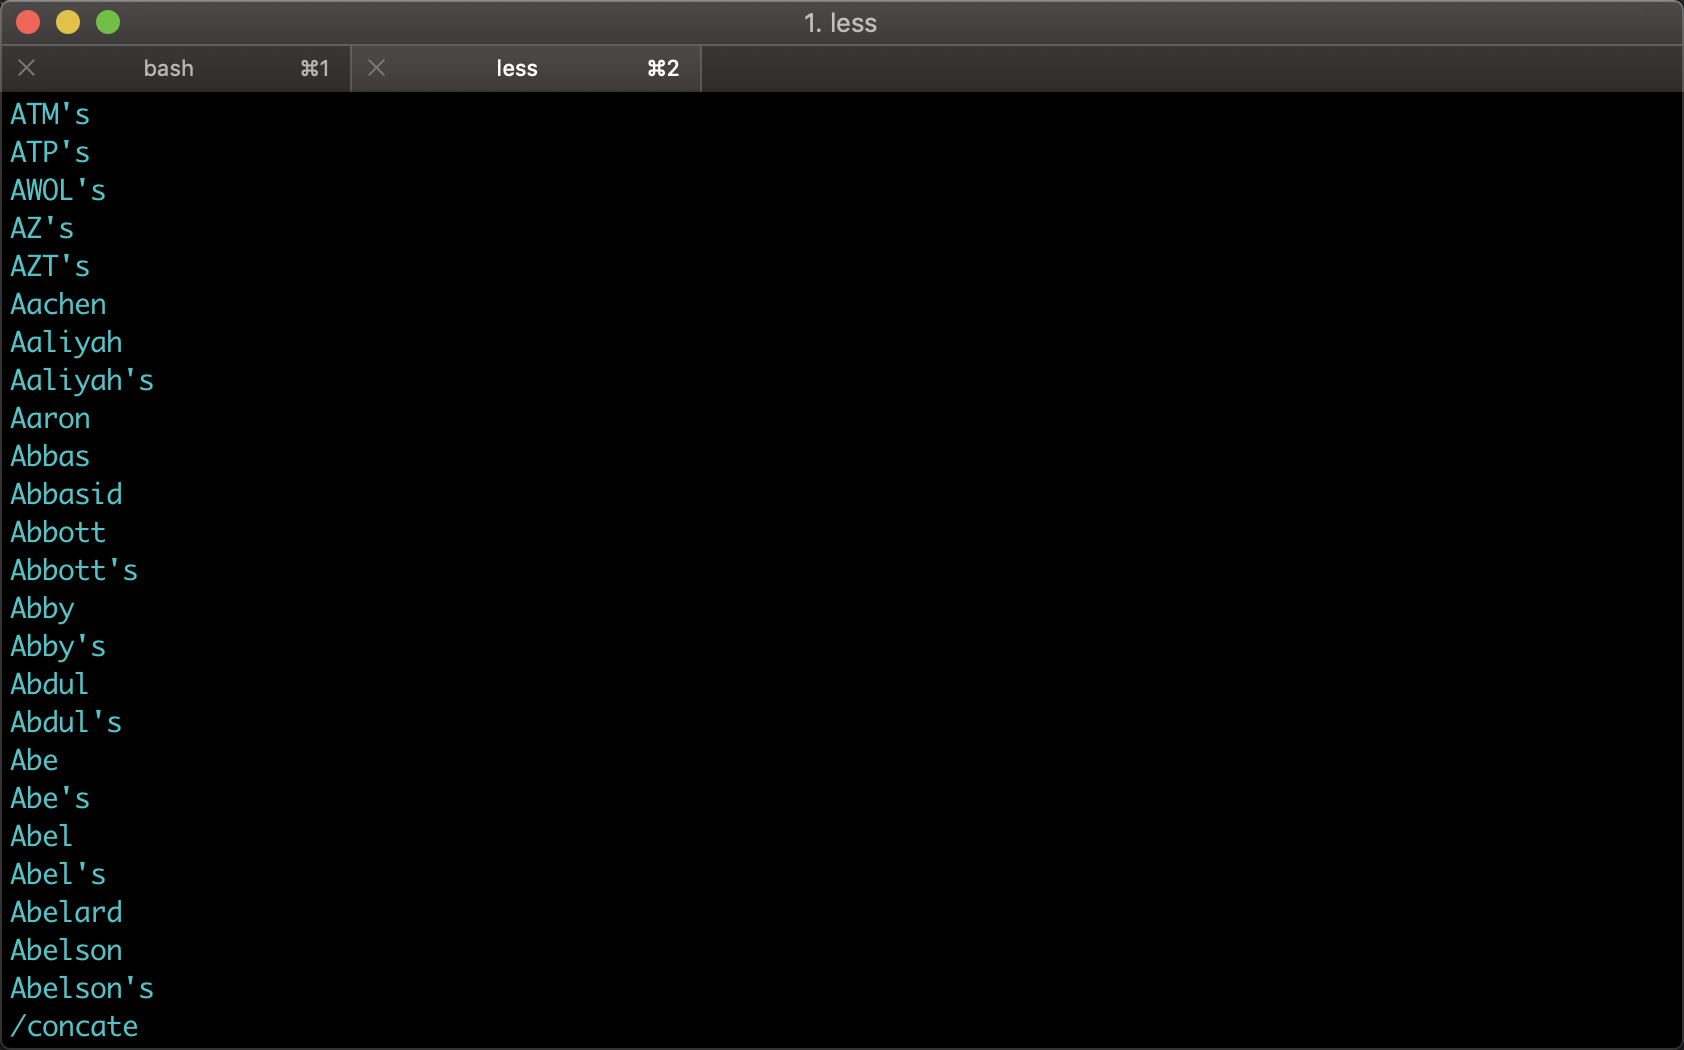 1. less
bash ⌘1 less ⌘2
ATM's
ATP's
AWOL's
AZ's
AZT's
Aachen
Aaliyah
Aaliyah's
Aaron
Abbas
Abbasid
Abbott
Abbott's
Abby
Abby's
Abdul
Abdul's
Abe
Abe's
Abel
Abel's
Abelard
Abelson
Abelson's
/concate